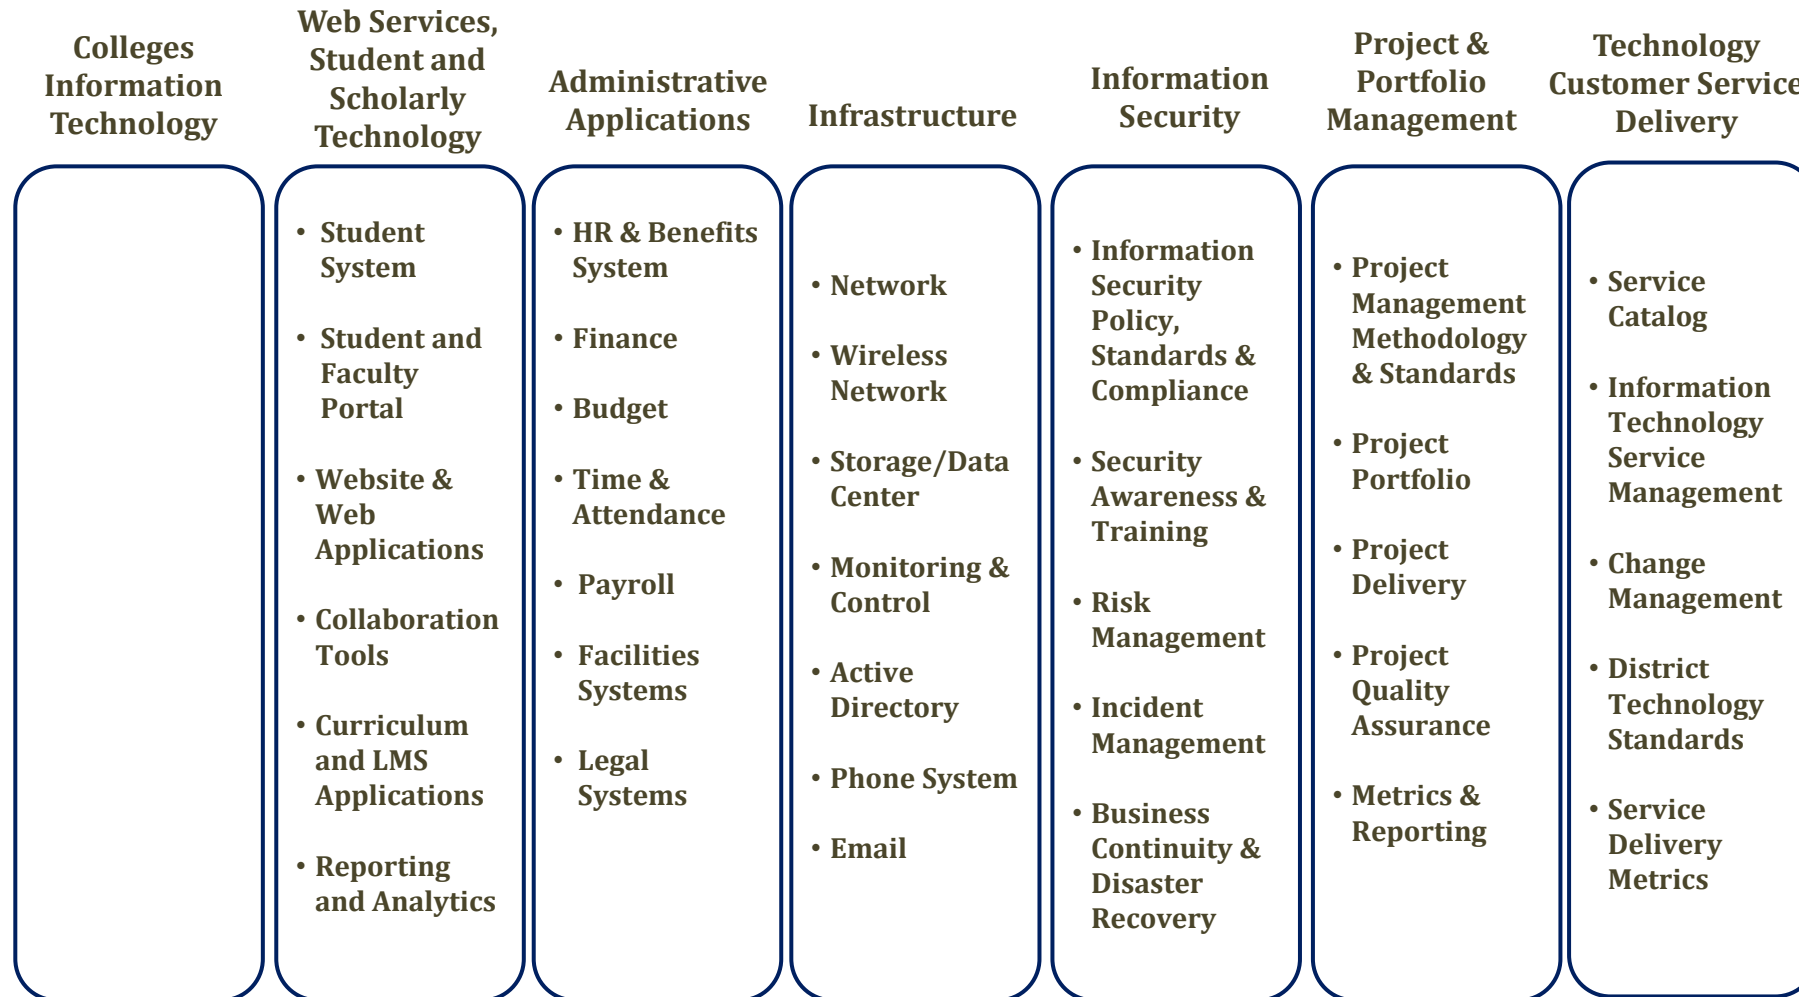 Colleges
Information
Technology
Web Services,
Student and
Scholarly
Technology
Administrative
Applications
Infrastructure
Information
Security
Project &
Portfolio
Management
Technology
Customer Service
Delivery
• Student
System
• Student and
Faculty
Portal
• Website &
Web
Applications
• Collaboration
Tools
• Curriculum
and LMS
Applications
• Reporting
and Analytics
• HR & Benefits
System
• Finance
• Budget
• Time &
Attendance
• Payroll
• Facilities
Systems
• Legal
Systems
• Network
• Wireless
Network
• Storage/Data
Center
• Monitoring &
Control
• Active
Directory
• Phone System
• Email
• Information
Security
Policy,
Standards &
Compliance
• Security
Awareness &
Training
• Risk
Management
• Incident
Management
• Business
Continuity &
Disaster
Recovery
• Project
Management
Methodology
& Standards
• Project
Portfolio
• Project
Delivery
• Project
Quality
Assurance
• Metrics &
Reporting
• Service
Catalog
• Information
Technology
Service
Management
• Change
Management
• District
Technology
Standards
• Service
Delivery
Metrics